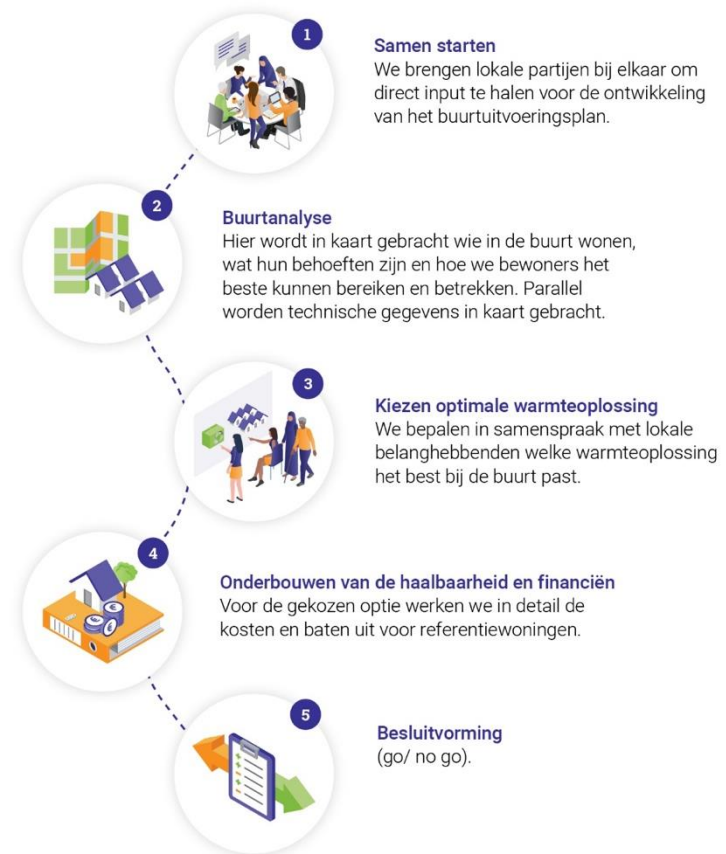 1
Samen starten
We brengen lokale partijen bij elkaar om
direct input te halen voor de ontwikkeling
van het buurtuitvoeringsplan.
2
Buurtanalyse
Hier wordt in kaart gebracht wie in de buurt wonen,
wat hun behoeften zijn en hoe we bewoners het
beste kunnen bereiken en betrekken. Parallel
worden technische gegevens in kaart gebracht.
3
Kiezen optimale warmteoplossing
We bepalen in samenspraak met lokale
belanghebbenden welke warmteoplossing
het best bij de buurt past.
4
Onderbouwen van de haalbaarheid en financiën
Voor de gekozen optie werken we in detail de
kosten en baten uit voor referentiewoningen.
5
Besluitvorming
(go/ no go).